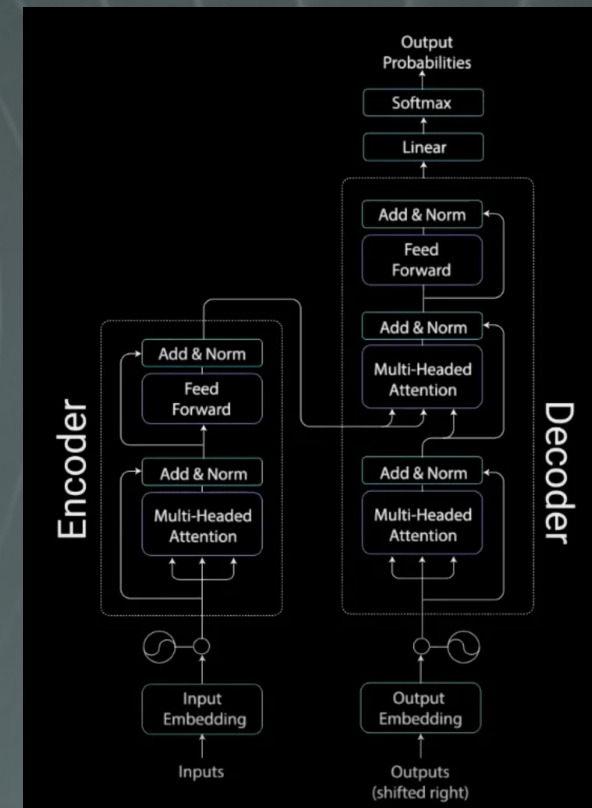 Output
Probabilities
Softmax
Linear
Add & Norm
Feed
Forward
Add & Norm
Multi-Headed
Attention
Add & Norm
Multi-Headed
Attention
Decoder
Output
Embedding
Outputs
(shifted right)
Encoder
Add & Norm
Feed
Forward
Add & Norm
Multi-Headed
Attention
Input
Embedding
Inputs